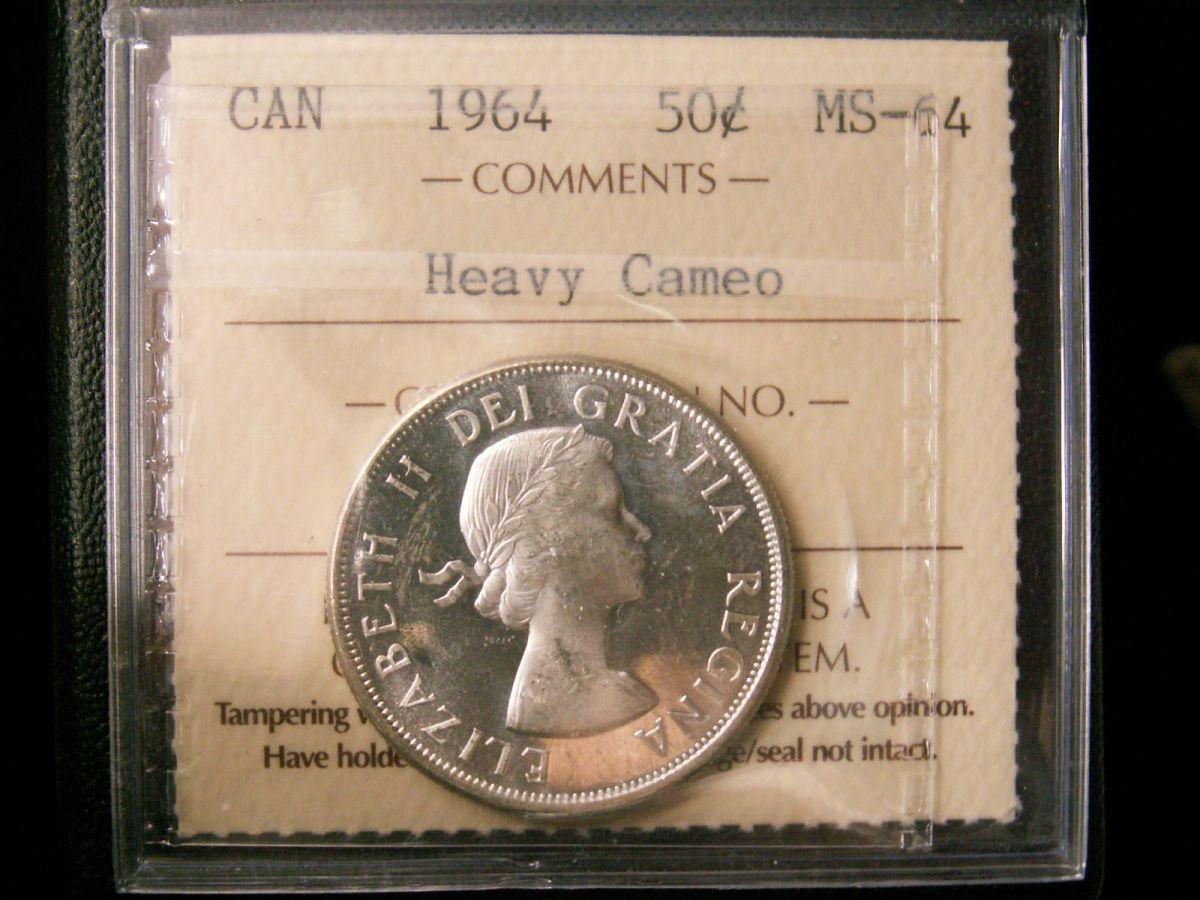 CAN 1964 50¢ MS-64
— COMMENTS —
Heavy Cameo
NO. —
IS A
EM.
Tampering
es above opinion.
Have holde
ge/seal not intact.
ELIZABETH II DEI GRATIA REGINA